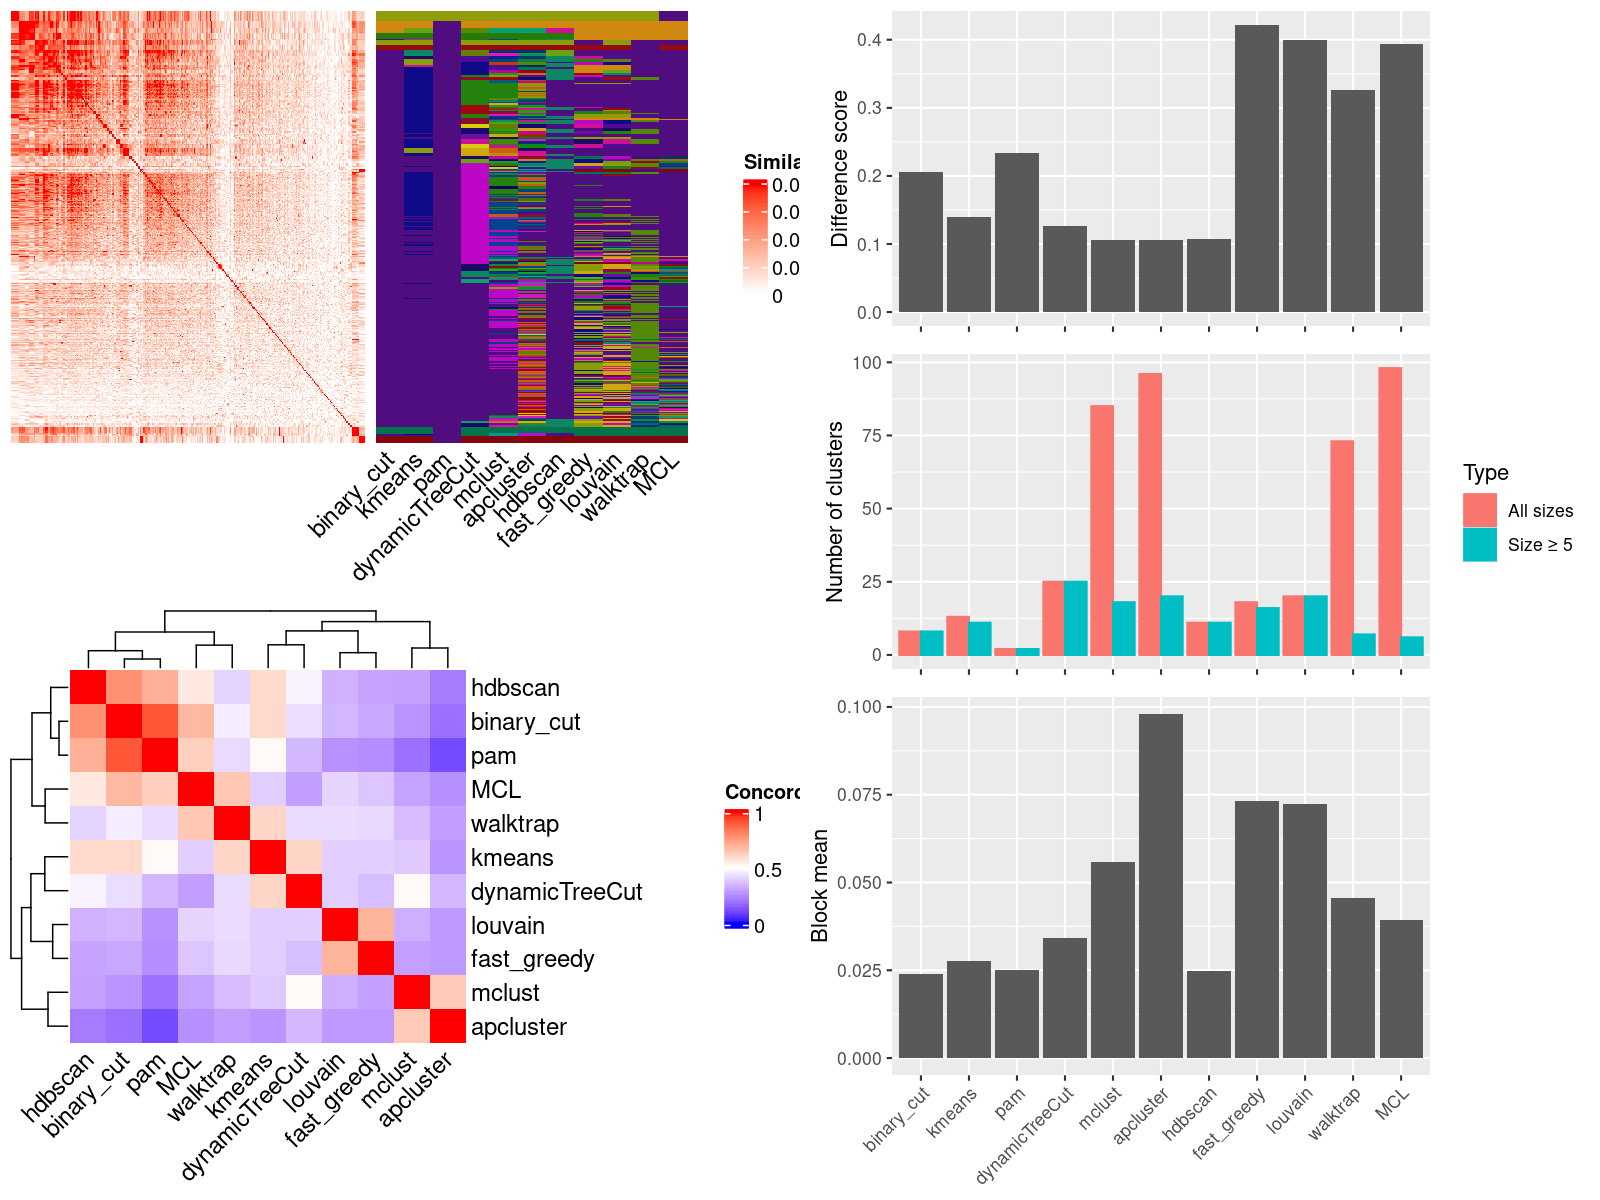 Simila
0.0
0.0
0.0
0.0
0
binary_cut
kmeans
pam
dynamicTreeCut
mclust
apcluster
hdbscan
fast_greedy
louvain
walktrap
MCL
hdbscan
binary_cut
pam
MCL
walktrap
kmeans
dynamicTreeCut
louvain
fast_greedy
mclust
apcluster
hdbscan
binary_cut
pam
MCL
walktrap
kmeans
dynamicTreeCut
louvain
fast_greedy
mclust
apcluster
Concord
1
0.5
0
Difference score
0.4
0.3
0.2
0.1
0.0
Number of clusters
100
75
50
25
0
Type
All sizes
Size ≥ 5
Block mean
0.100
0.075
0.050
0.025
0.000
binary_cut
kmeans
pam
dynamicTreeCut
mclust
apcluster
hdbscan
fast_greedy
louvain
walktrap
MCL